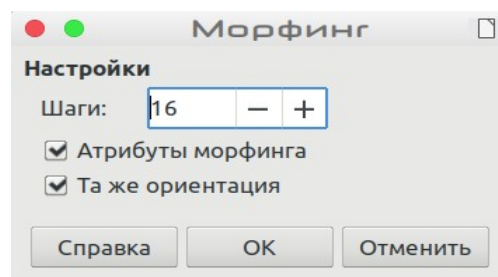 Морфинг
Настройки
Шаги: 16
Атрибуты морфинга
Та же ориентация
Справка OK Отменить